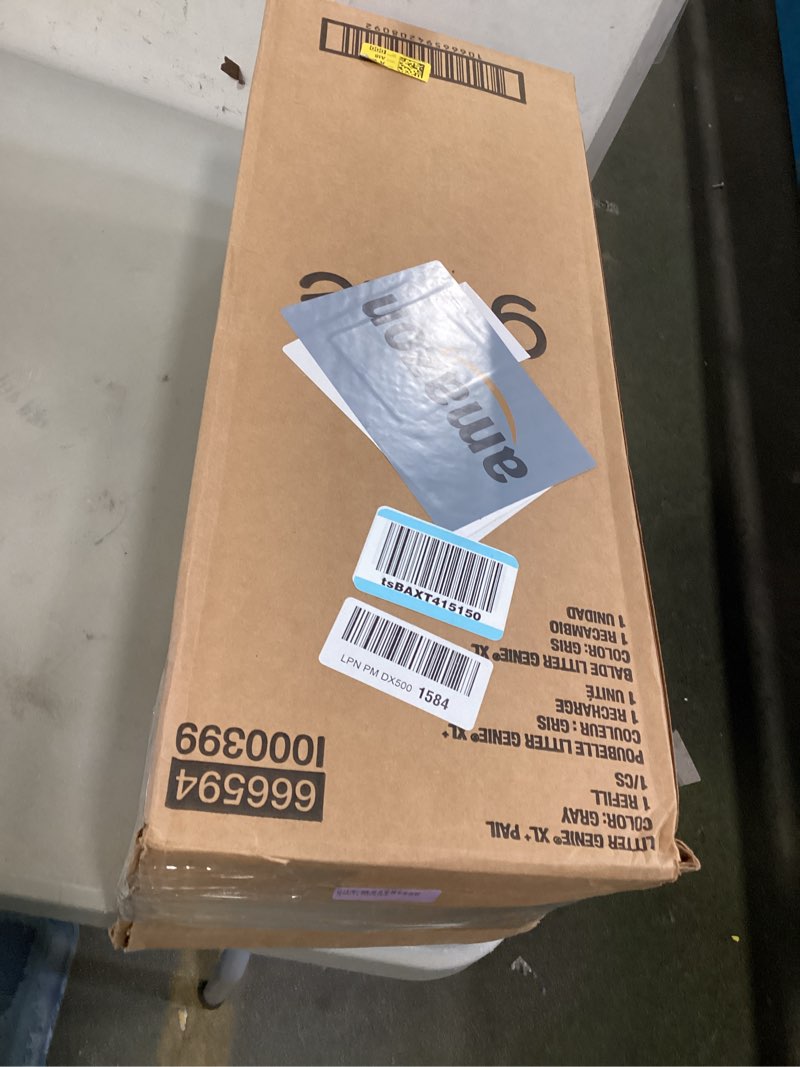 LITTER GENIE® XL⁺ PAIL
COLOR: GRAY
1 REFILL
1/CS
POUBELLE LITTER GENIE® XL⁺
COULEUR : GRIS
1 RECHARGE
1 UNITÉ
BALDE LITTER GENIE® XL
COLOR: GRIS
1 RECAMBIO
1 UNIDAD
666594
I000399
LPN PM DX500 1584
tsBAXT415150
amazon
g
e